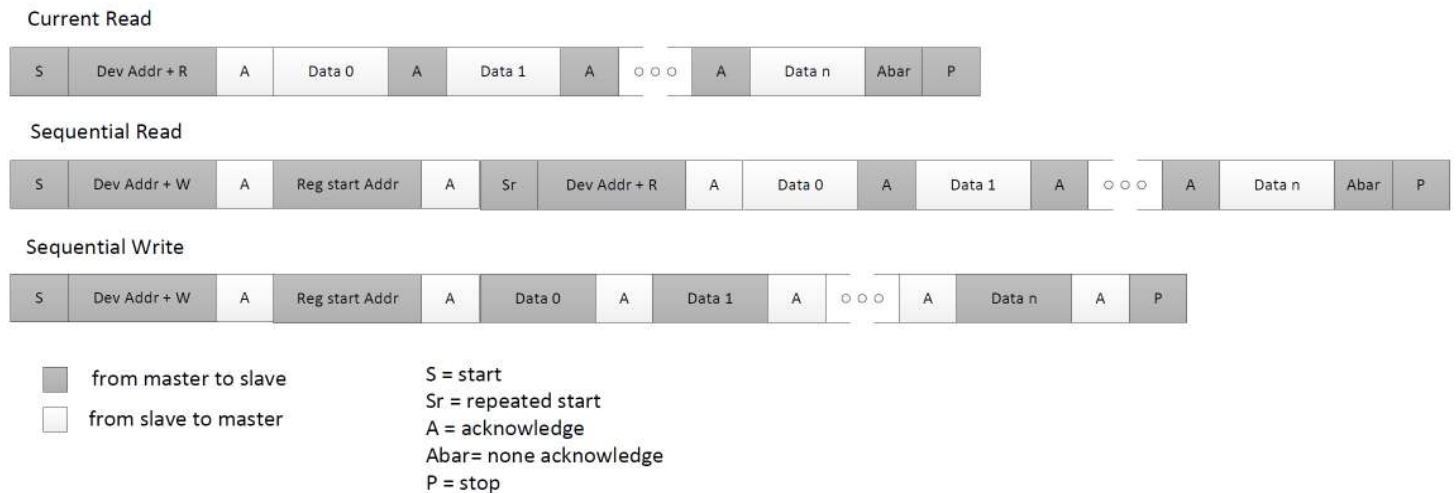 Current Read
S Dev Addr + R A Data 0 A Data 1 A ○ ○ ○ A Data n Abar P
Sequential Read
S Dev Addr + W A Reg start Addr A Sr Dev Addr + R A Data 0 A Data 1 A ○ ○ ○ A Data n Abar P
Sequential Write
S Dev Addr + W A Reg start Addr A Data 0 A Data 1 A ○ ○ ○ A Data n A P
from master to slave
from slave to master
S = start
Sr = repeated start
A = acknowledge
Abar= none acknowledge
P = stop